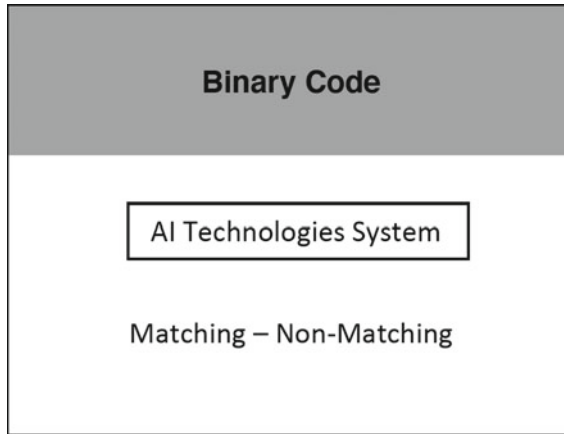 Binary Code
AI Technologies System
Matching – Non-Matching